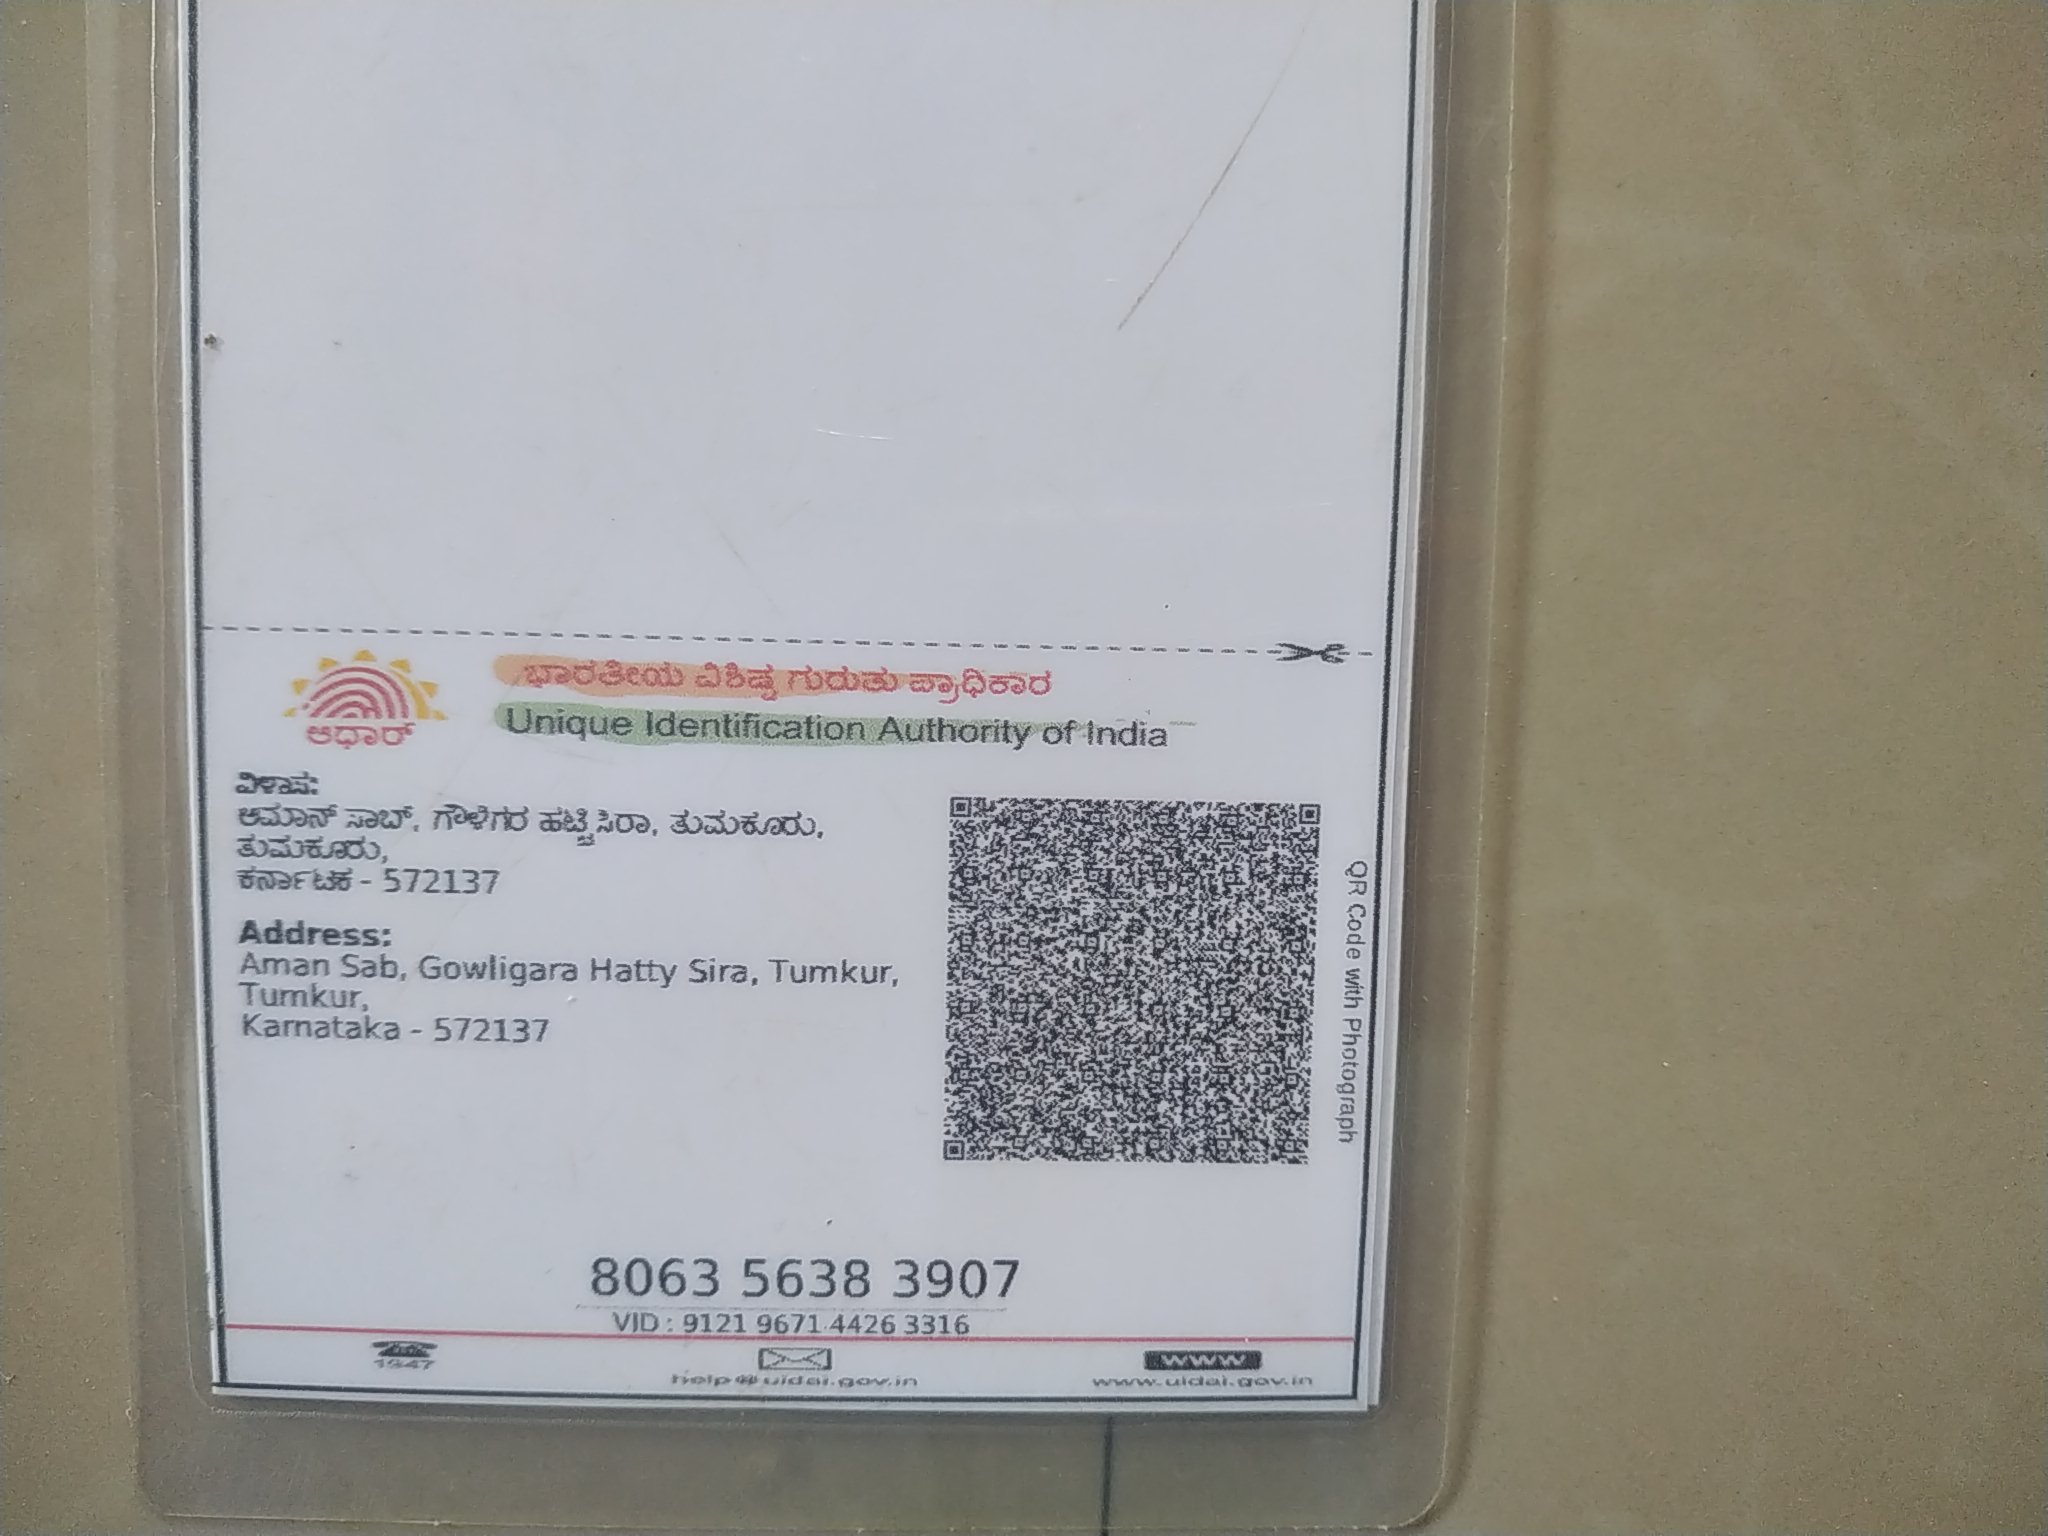 ಭಾರತೀಯ ವಿಶಿಷ್ಟ ಗುರುತು ಪ್ರಾಧಿಕಾರ
Unique Identification Authority of India
ಆಧಾರ್
ವಿಳಾಸ:
ಆಮಾನ್ ಸಾಬ್, ಗೌಳಿಗರ ಹಟ್ಟಿ ಸಿರಾ, ತುಮಕೂರು,
ತುಮಕೂರು,
ಕರ್ನಾಟಕ - 572137
Address:
Aman Sab, Gowligara Hatty Sira, Tumkur,
Tumkur,
Karnataka - 572137
QR Code with Photograph
8063 5638 3907
VID : 9121 9671 4426 3316
1947
help@uidai.gov.in
www
www.uidai.gov.in